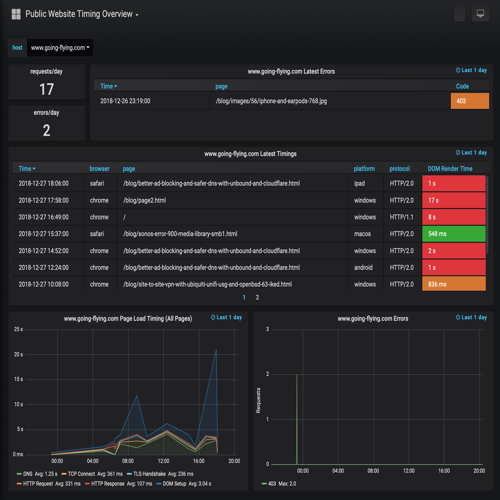 Public Website Timing Overview
host www.going-flying.com
requests/day
17
errors/day
2
www.going-flying.com Latest Errors Last 1 day
Time page Code
2018-12-26 23:19:00 /blog/images/56/iphone-and-earpods-768.jpg 403
www.going-flying.com Latest Timings Last 1 day
Time browser page platform protocol DOM Render Time
2018-12-27 18:06:00 safari /blog/better-ad-blocking-and-safer-dns-with-unbound-and-cloudflare.html ipad HTTP/2.0 1 s
2018-12-27 17:58:00 chrome /blog/page2.html windows HTTP/2.0 17 s
2018-12-27 16:49:00 chrome / windows HTTP/1.1 8 s
2018-12-27 15:37:00 safari /blog/sonos-error-900-media-library-smb1.html macos HTTP/2.0 548 ms
2018-12-27 14:52:00 chrome /blog/better-ad-blocking-and-safer-dns-with-unbound-and-cloudflare.html windows HTTP/2.0 2 s
2018-12-27 12:24:00 chrome /blog/better-ad-blocking-and-safer-dns-with-unbound-and-cloudflare.html android HTTP/2.0 1 s
2018-12-27 10:08:00 chrome /blog/site-to-site-vpn-with-ubiquiti-unifi-usg-and-openbsd-63-iked.html windows HTTP/2.0 836 ms
1 2
www.going-flying.com Page Load Timing (All Pages) Last 1 day
25 s
20 s
15 s
10 s
5 s
0 ms
00:00 04:00 08:00 12:00 16:00 20:00
DNS Avg: 1.25 s TCP Connect Avg: 361 ms TLS Handshake Avg: 236 ms
HTTP Request Avg: 331 ms HTTP Response Avg: 107 ms DOM Setup Avg: 3.04 s
www.going-flying.com Errors Last 1 day
Requests
3
2
1
0
00:00 04:00 08:00 12:00 16:00 20:00
403 Max: 2.0